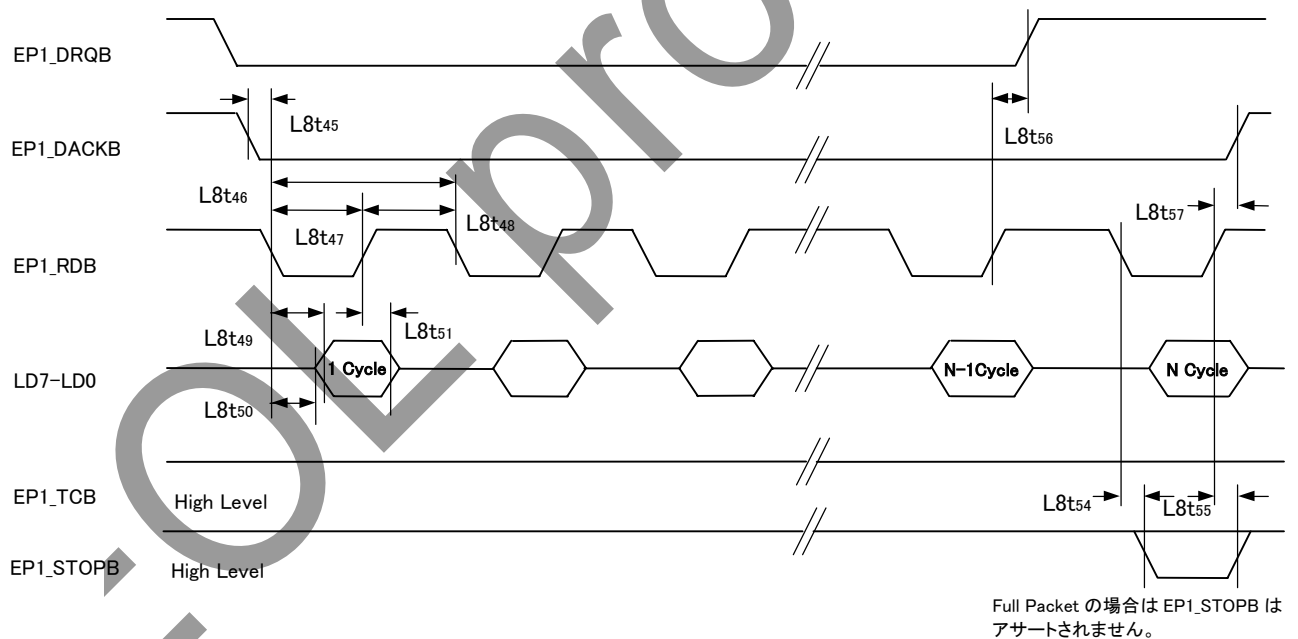 EP1_DRQB
L8t45
L8t56
EP1_DACKB
L8t46
L8t47
L8t48
L8t57
EP1_RDB
L8t49
L8t51
1 Cycle
N-1Cycle
N Cycle
LD7-LD0
L8t50
EP1_TCB
High Level
L8t54
L8t55
EP1_STOPB
High Level
Full Packet の場合は EP1_STOPB は
アサートされません。